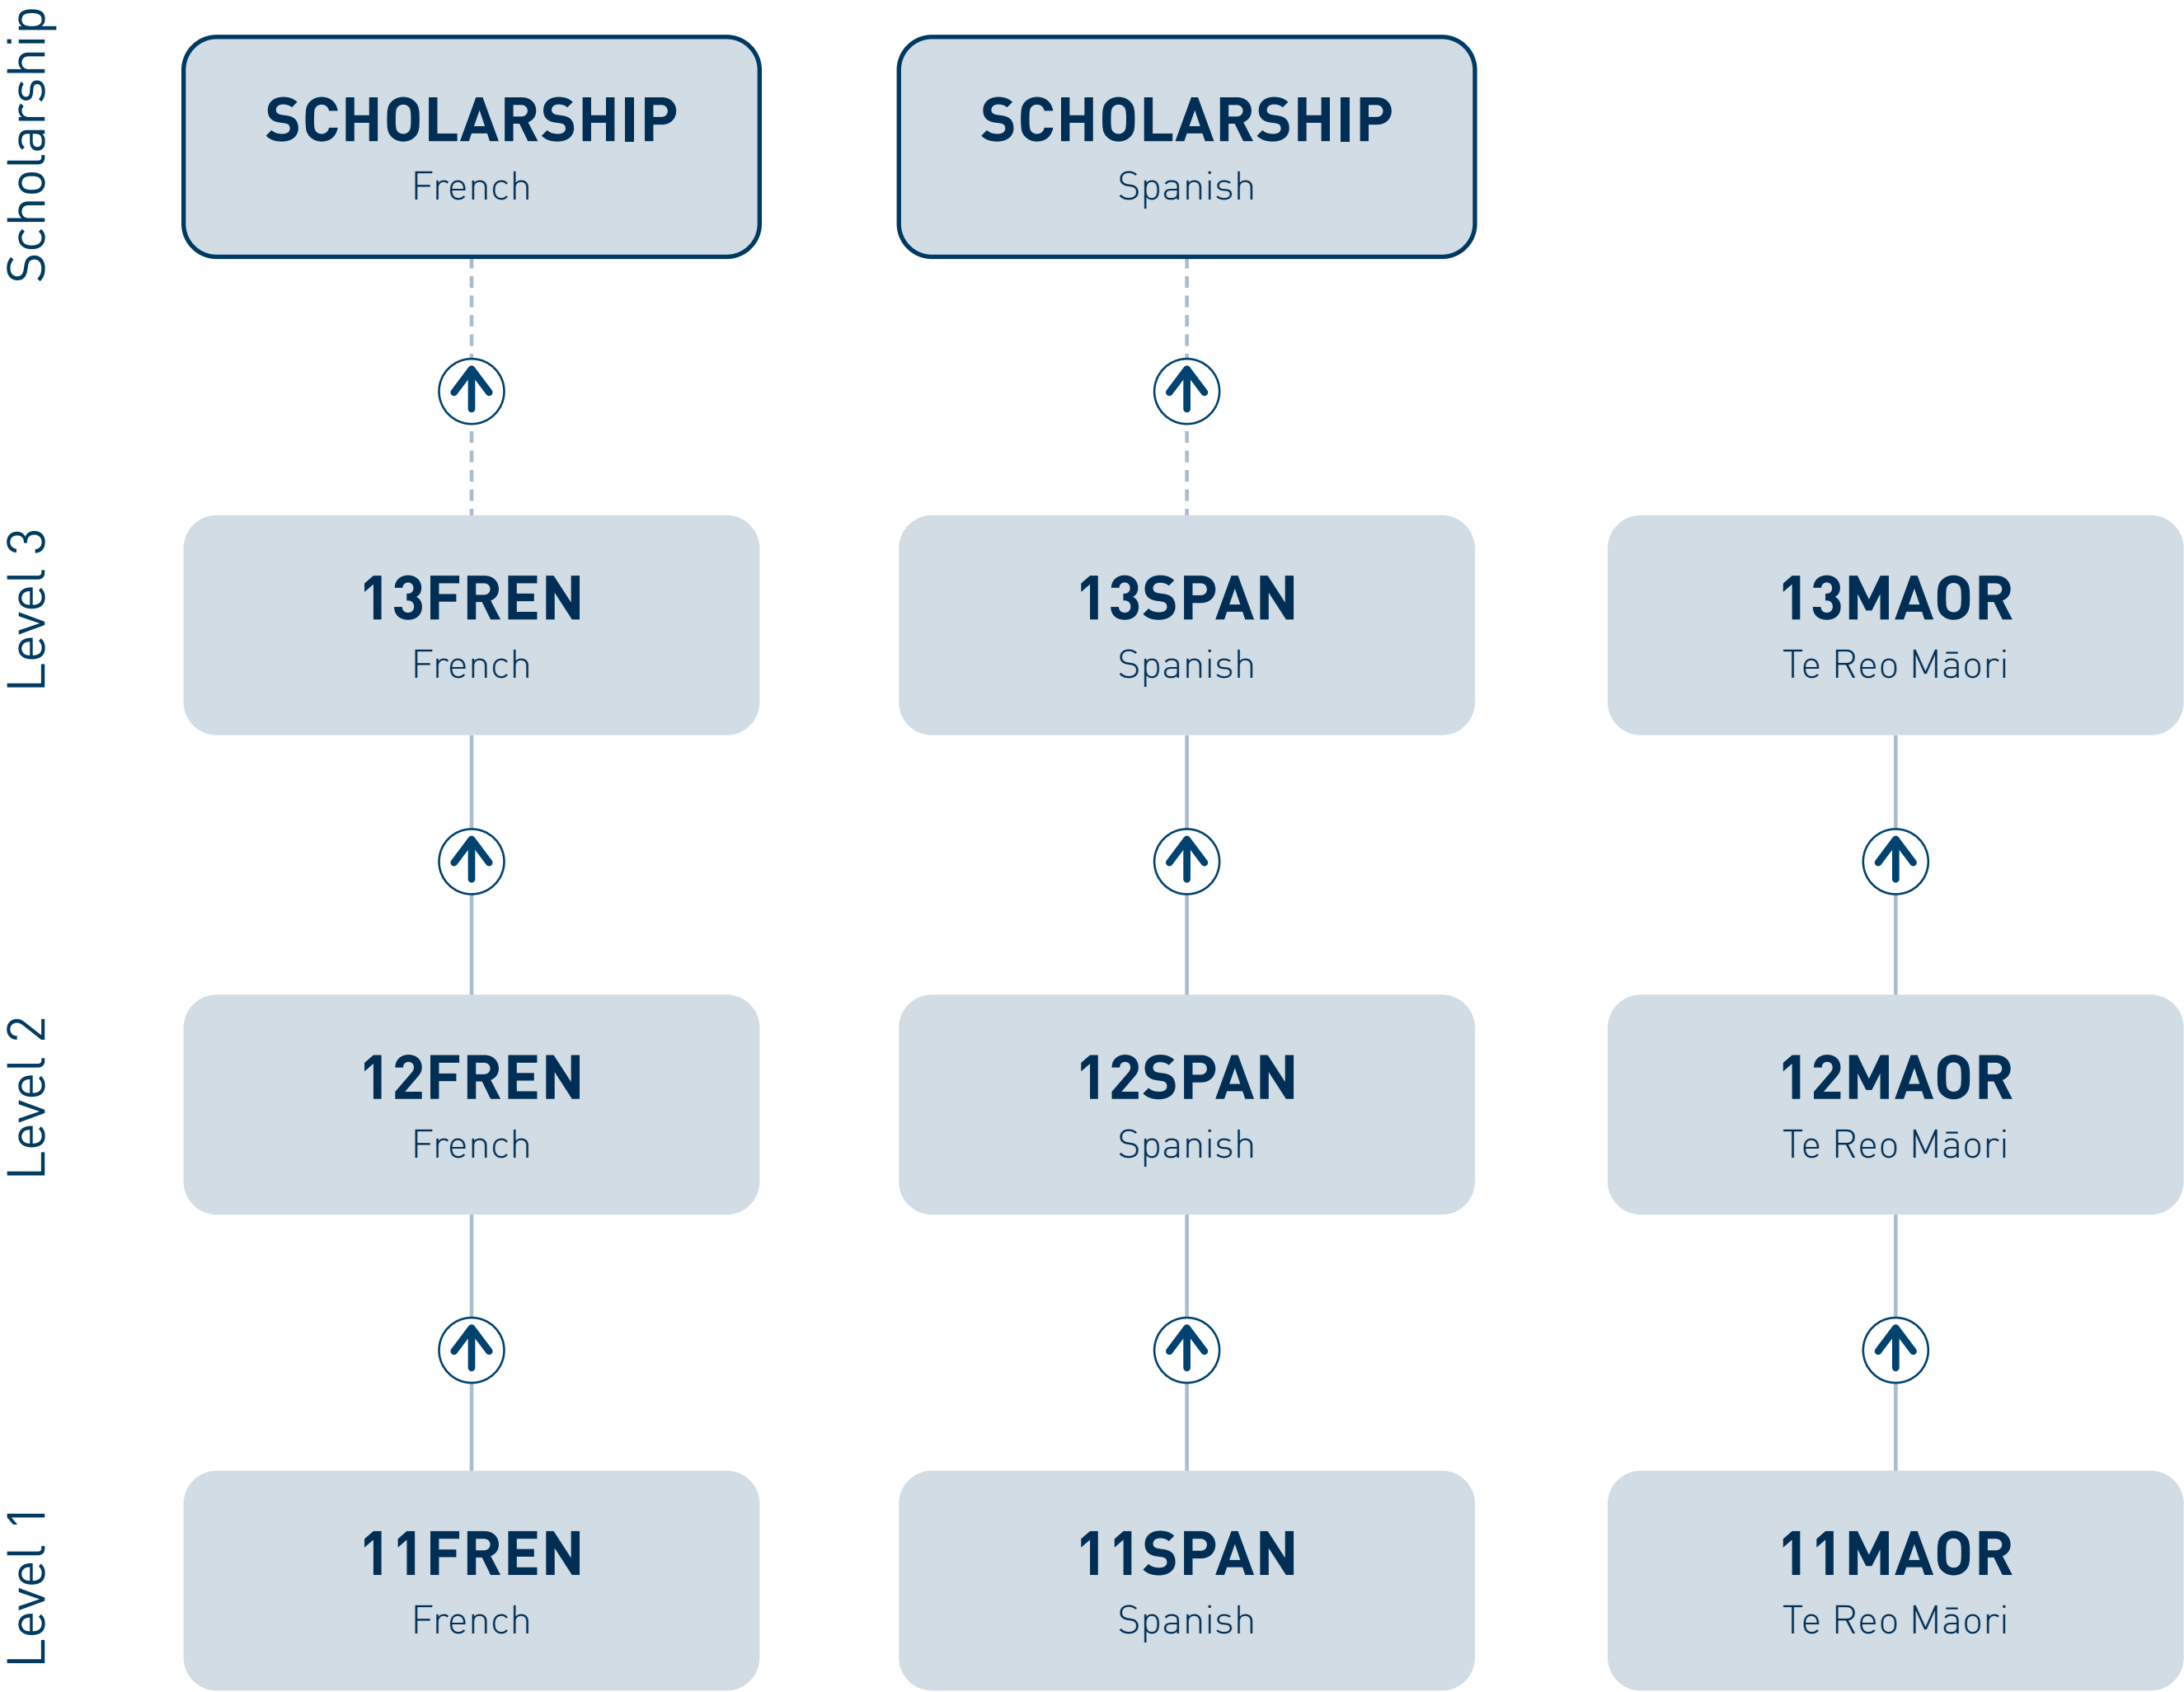 Scholarship
SCHOLARSHIP
French
SCHOLARSHIP
Spanish
Level 3
13FREN
French
13SPAN
Spanish
13MAOR
Te Reo Māori
Level 2
12FREN
French
12SPAN
Spanish
12MAOR
Te Reo Māori
Level 1
11FREN
French
11SPAN
Spanish
11MAOR
Te Reo Māori